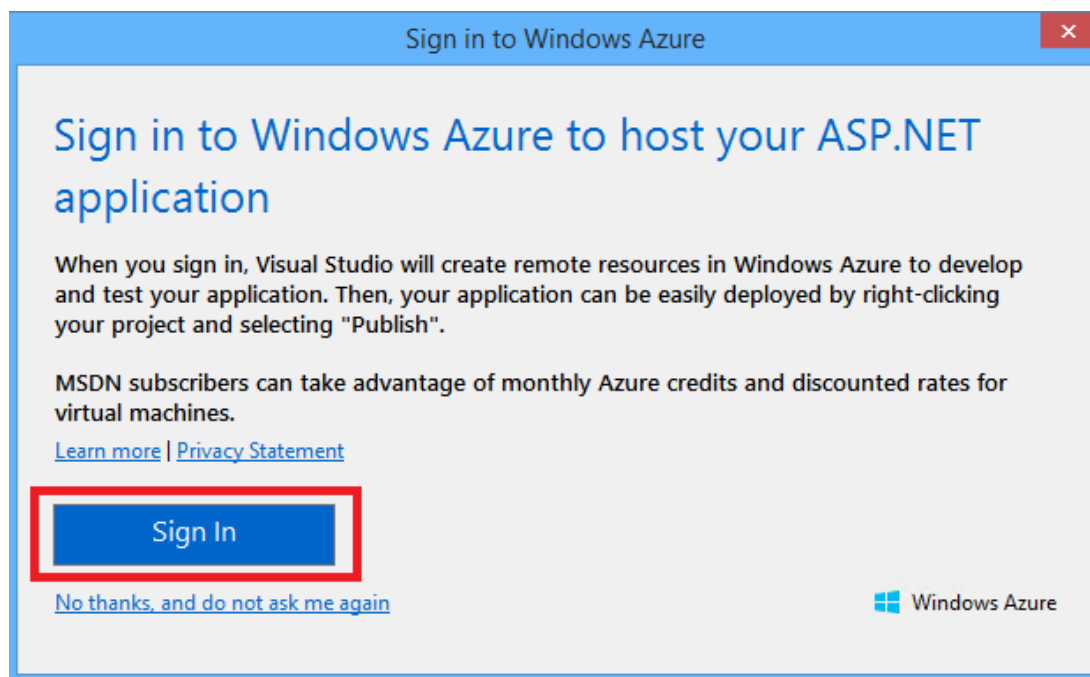 Sign in to Windows Azure
Sign in to Windows Azure to host your ASP.NET
application
When you sign in, Visual Studio will create remote resources in Windows Azure to develop
and test your application. Then, your application can be easily deployed by right-clicking
your project and selecting "Publish".
MSDN subscribers can take advantage of monthly Azure credits and discounted rates for
virtual machines.
Learn more | Privacy Statement
Sign In
No thanks, and do not ask me again
Windows Azure